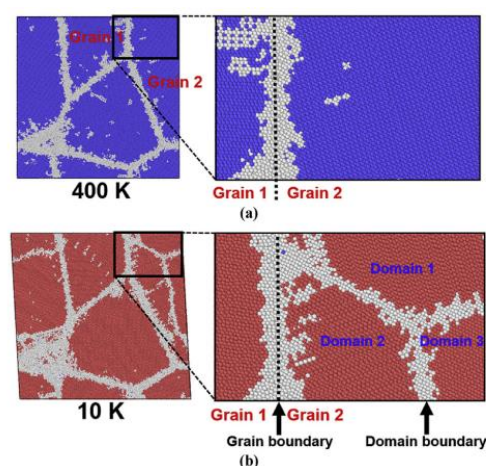 Grain 1
Grain 2
400 K
Grain 1 Grain 2
(a)
Domain 1
Domain 2
Domain 3
10 K
Grain 1 Grain 2
Grain boundary
Domain boundary
(b)